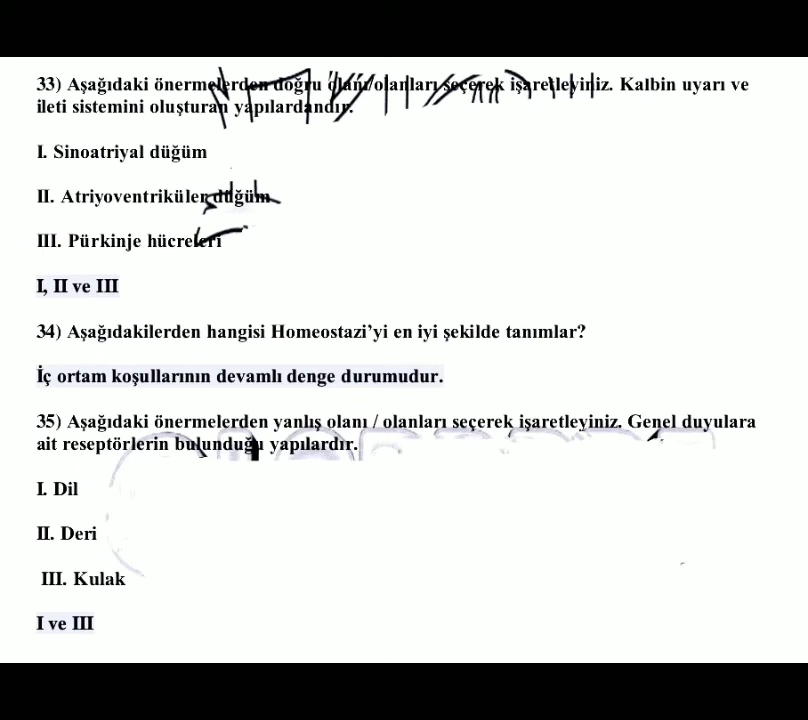 33) Aşağıdaki önermelerden doğru olanı/olanları seçerek işaretleyiniz. Kalbin uyarı ve
ileti sistemini oluşturan yapılardandır.
I. Sinoatriyal düğüm
II. Atriyoventriküler düğüm
III. Pürkinje hücreleri
I, II ve III
34) Aşağıdakilerden hangisi Homeostazi’yi en iyi şekilde tanımlar?
İç ortam koşullarının devamlı denge durumudur.
35) Aşağıdaki önermelerden yanlış olanı / olanları seçerek işaretleyiniz. Genel duyulara
ait reseptörlerin bulunduğu yapılardır.
I. Dil
II. Deri
III. Kulak
I ve III